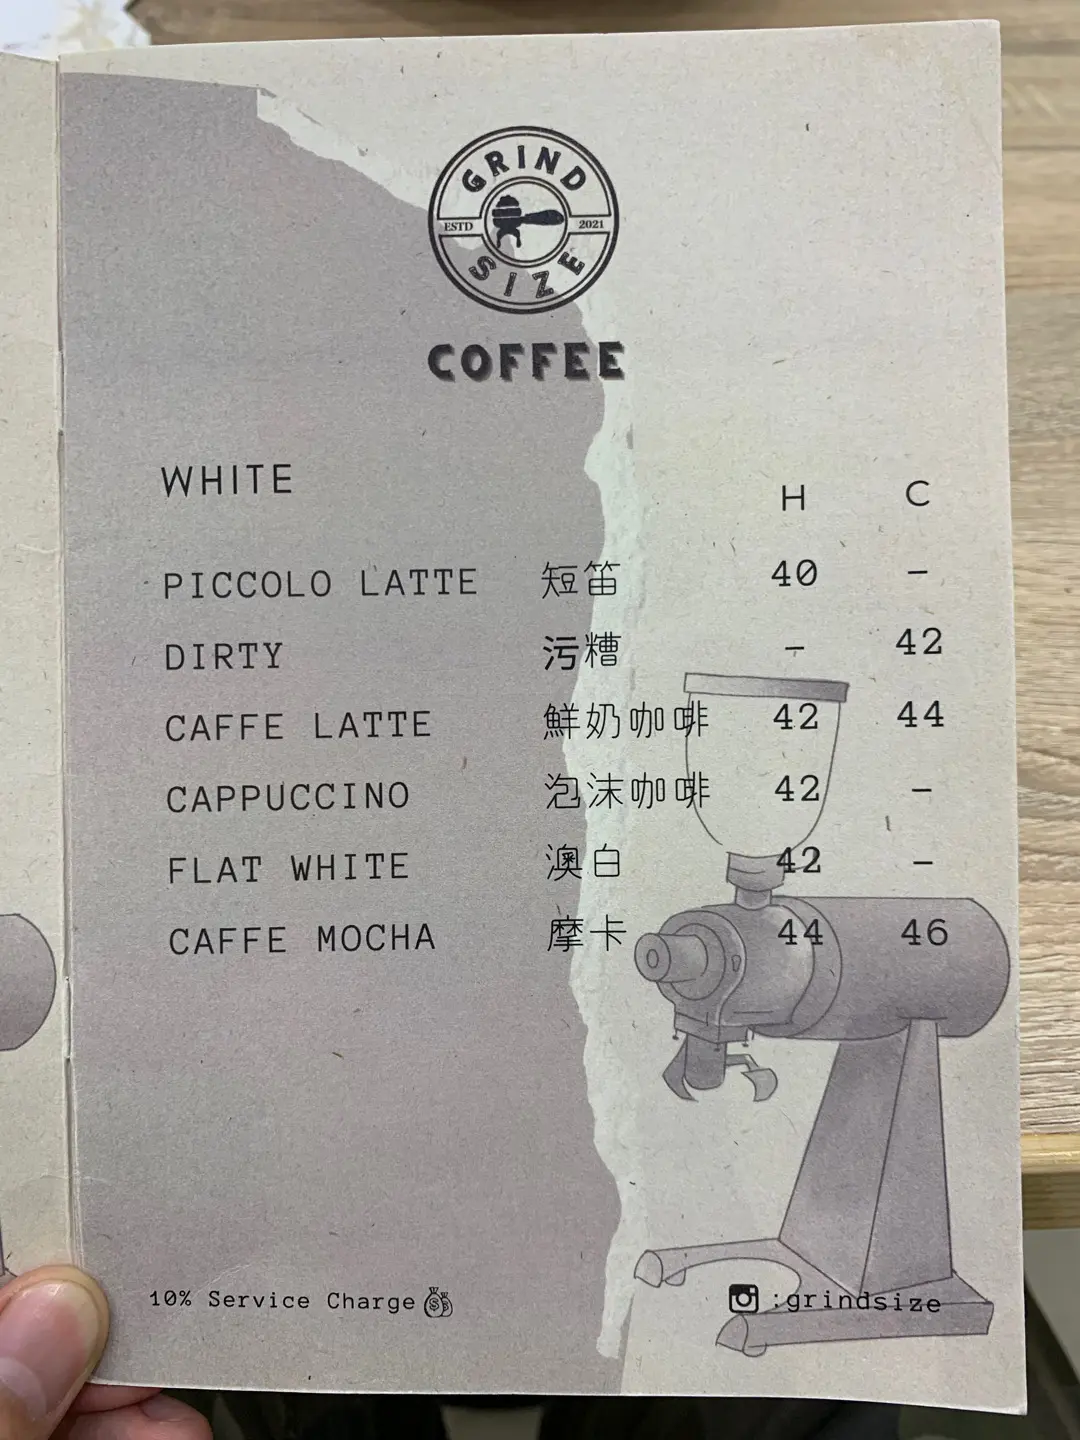 GRIND
ESTD 2021
SIZE
COFFEE
WHITE H C
PICCOLO LATTE 短笛 40 –
DIRTY 污糟 – 42
CAFFE LATTE 鮮奶咖啡 42 44
CAPPUCCINO 泡沫咖啡 42 –
FLAT WHITE 澳白 42 –
CAFFE MOCHA 摩卡 44 46
10% Service Charge
:grindsize